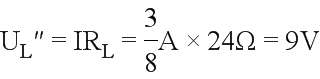 U_L″ = IR_L = 3/8 A × 24Ω = 9V